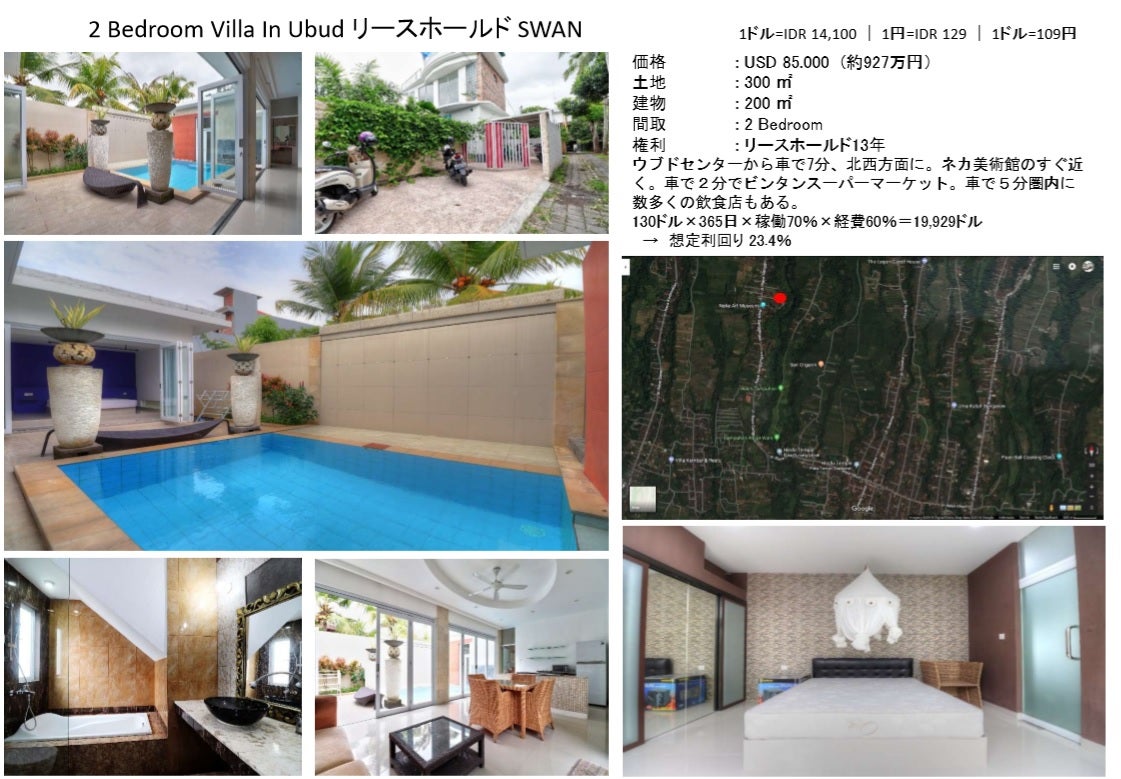 2 Bedroom Villa In Ubud リースホールド SWAN
1ドル=IDR 14,100 ｜ 1円=IDR 129 ｜ 1ドル=109円
価格 : USD 85.000（約927万円）
土地 : 300 ㎡
建物 : 200 ㎡
間取 : 2 Bedroom
権利 : リースホールド13年
ウブドセンターから車で7分、北西方面に。ネカ美術館のすぐ近
く。車で２分でビンタンスーパーマーケット。車で５分圏内に
数多くの飲食店もある。
130ドル×365日×稼働70%×経費60%＝19,929ドル
→ 想定利回り 23.4%
Neka Art Museum
Sari Organik
Google